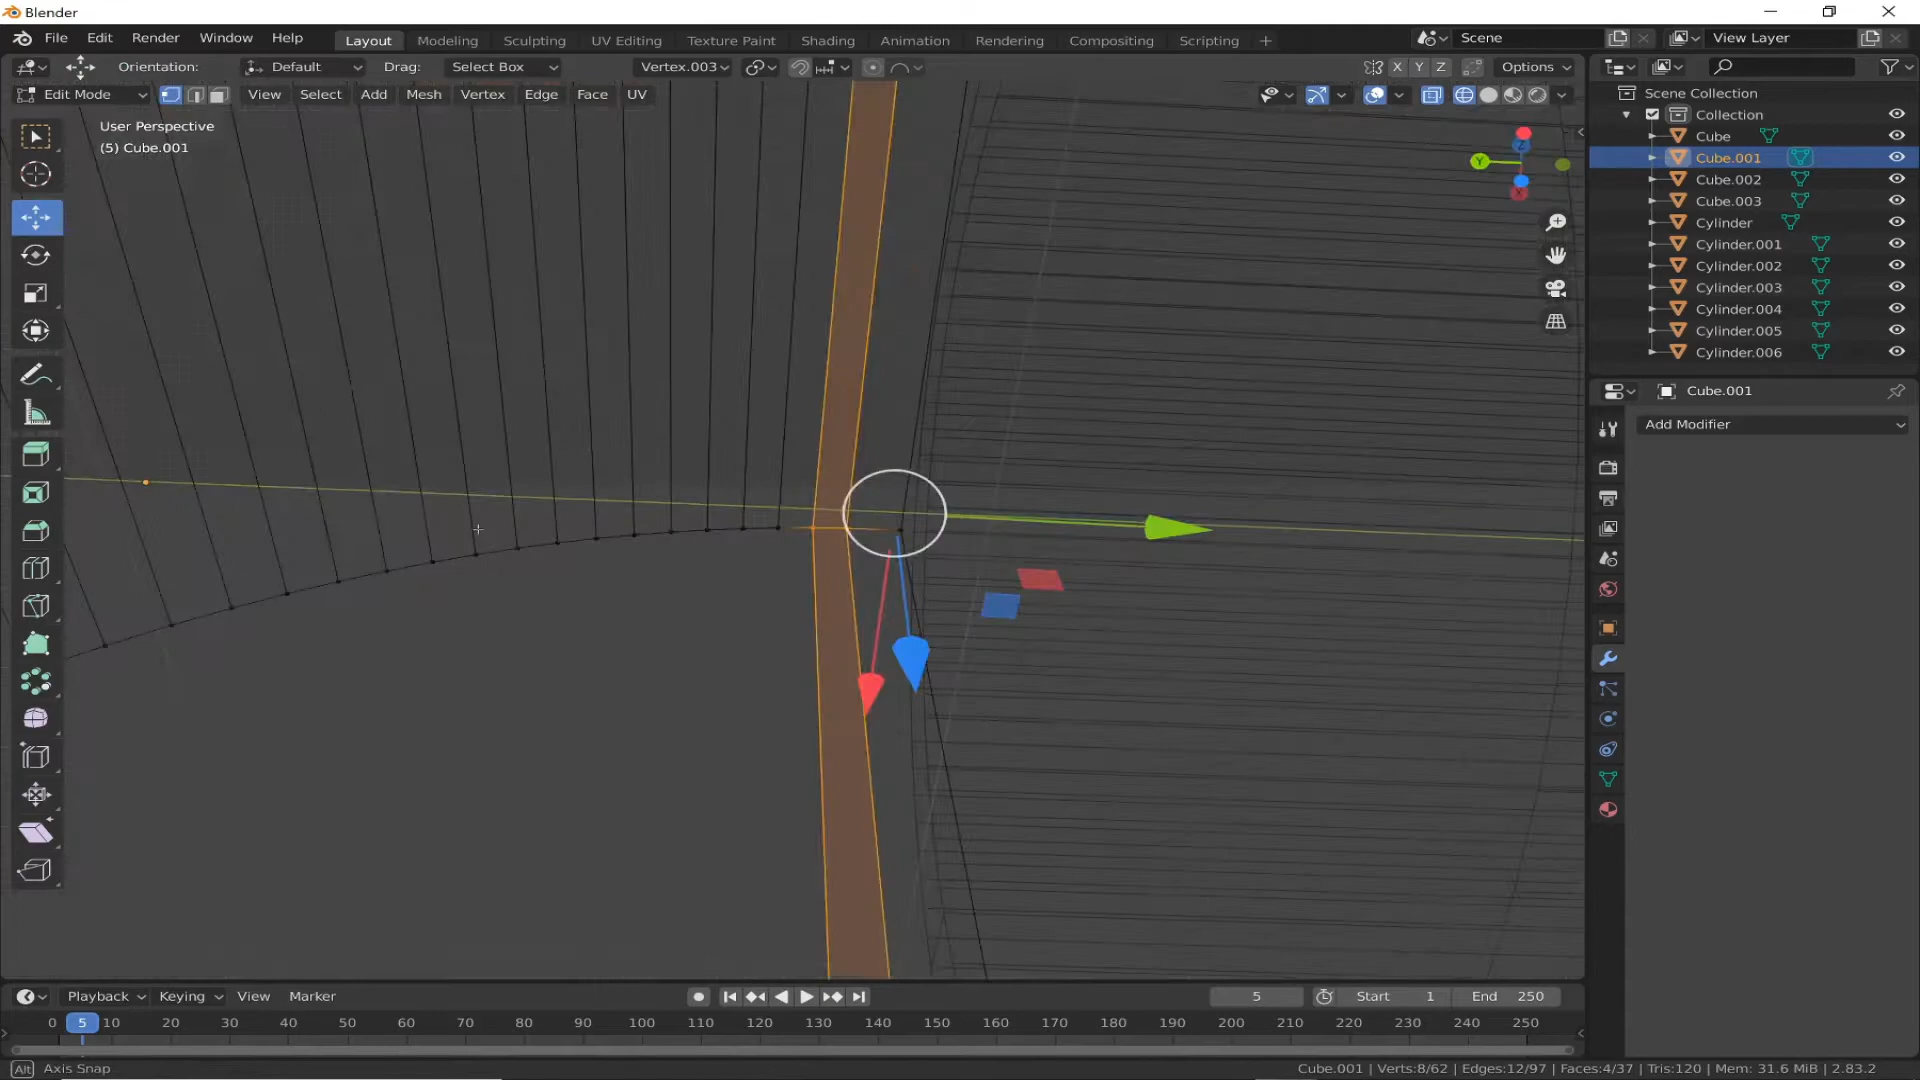 Blender
File Edit Render Window Help Layout Modeling Sculpting UV Editing Texture Paint Shading Animation Rendering Compositing Scripting + Scene View Layer
Orientation: Default Drag: Select Box Vertex.003 X Y Z Options
Edit Mode View Select Add Mesh Vertex Edge Face UV
User Perspective
(5) Cube.001
Z
Y
X
Scene Collection
Collection
Cube
Cube.001
Cube.002
Cube.003
Cylinder
Cylinder.001
Cylinder.002
Cylinder.003
Cylinder.004
Cylinder.005
Cylinder.006
Cube.001
Add Modifier
Playback Keying View Marker 5 Start 1 End 250
0 5 10 20 30 40 50 60 70 80 90 100 110 120 130 140 150 160 170 180 190 200 210 220 230 240 250
Alt Axis Snap Cube.001 | Verts:8/62 | Edges:12/97 | Faces:4/37 | Tris:120 | Mem: 31.6 MiB | 2.83.2